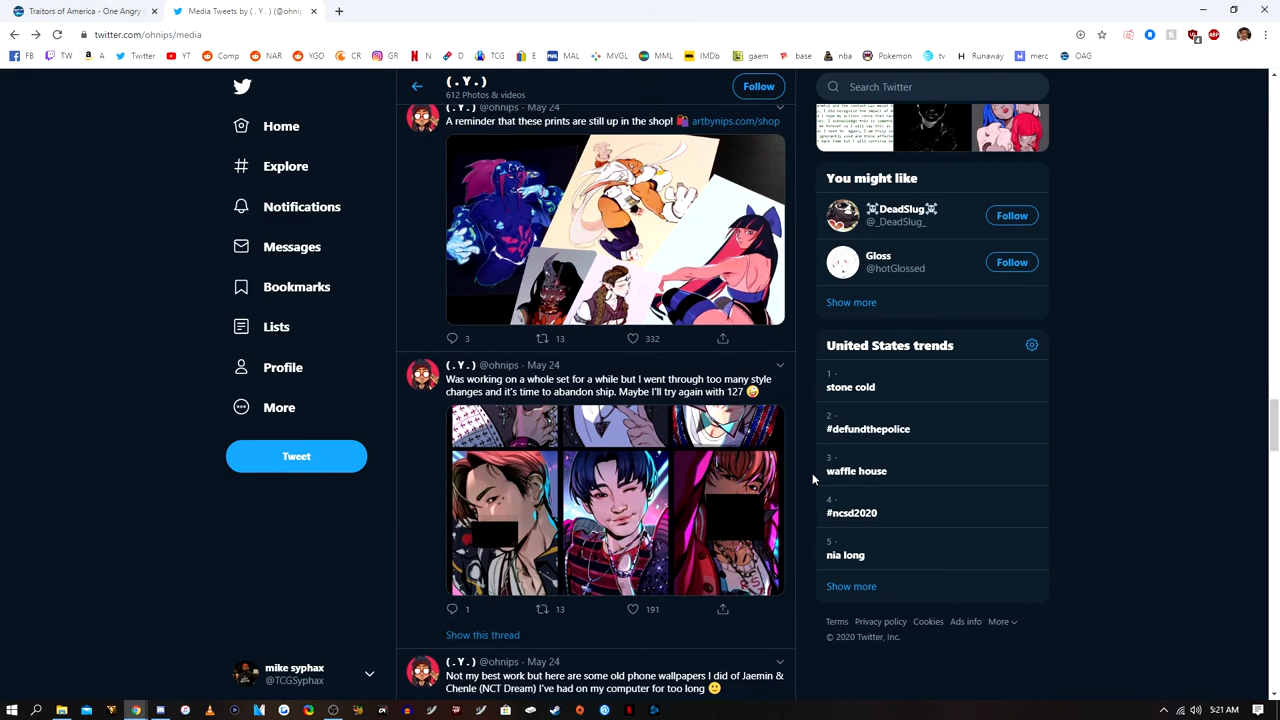 Traitors of America - One Angry G
Media Tweets by (. Y .) (@ohnip
twitter.com/ohnips/media
FB TW A T Twitter YT Comp NAR YGO CR GR N D TCG E MAL MVGL MML IMDb gaem base nba Pokemon tv H Runaway merc OAG
(. Y .)
612 Photos & videos
Follow
Home
Explore
Notifications
Messages
Bookmarks
Lists
Profile
More
Tweet
mike syphax
@TCGSyphax
(. Y .) @ohnips · May 24
A reminder that these prints are still up in the shop! artbynips.com/shop
3 13 332
(. Y .) @ohnips · May 24
Was working on a whole set for a while but I went through too many style
changes and it's time to abandon ship. Maybe I'll try again with 127
1 13 191
Show this thread
(. Y .) @ohnips · May 24
Not my best work but here are some old phone wallpapers I did of Jaemin &
Chenle (NCT Dream) I've had on my computer for too long
Search Twitter
You might like
DeadSlug
@_DeadSlug_
Follow
Gloss
@hotGlossed
Follow
Show more
United States trends
1 ·
stone cold
2 ·
#defundthepolice
3 ·
waffle house
4 ·
#ncsd2020
5 ·
nia long
Show more
Terms Privacy policy Cookies Ads info More
© 2020 Twitter, Inc.
5:21 AM